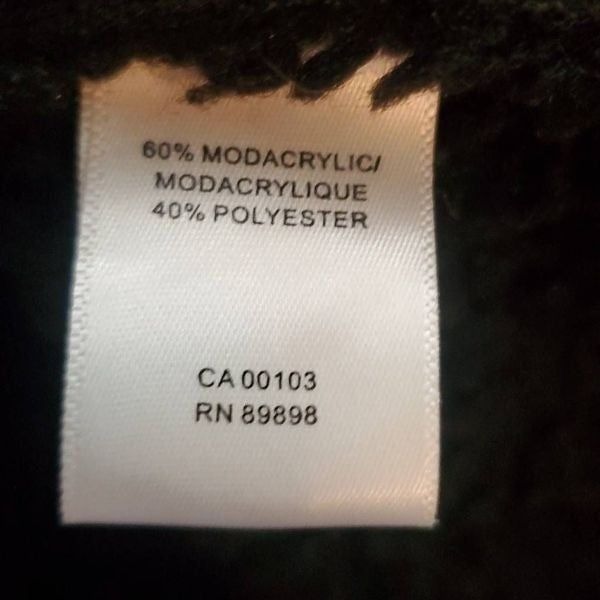 60% MODACRYLIC/
MODACRYLIQUE
40% POLYESTER
CA 00103
RN 89898